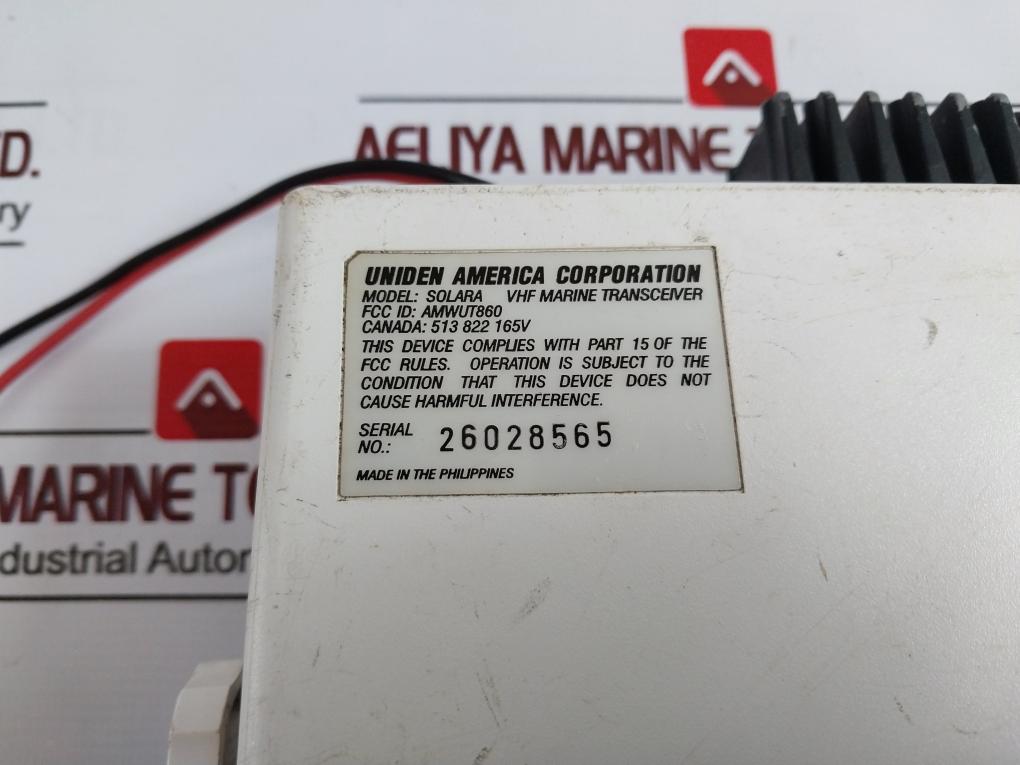 D.
ry
AELIYA MARINE T
UNIDEN AMERICA CORPORATION
MODEL: SOLARA VHF MARINE TRANSCEIVER
FCC ID: AMWUT860
CANADA: 513 822 165V
THIS DEVICE COMPLIES WITH PART 15 OF THE
FCC RULES. OPERATION IS SUBJECT TO THE
CONDITION THAT THIS DEVICE DOES NOT
CAUSE HARMFUL INTERFERENCE.
SERIAL
NO.: 26028565
MADE IN THE PHILIPPINES
MARINE T
dustrial Autor